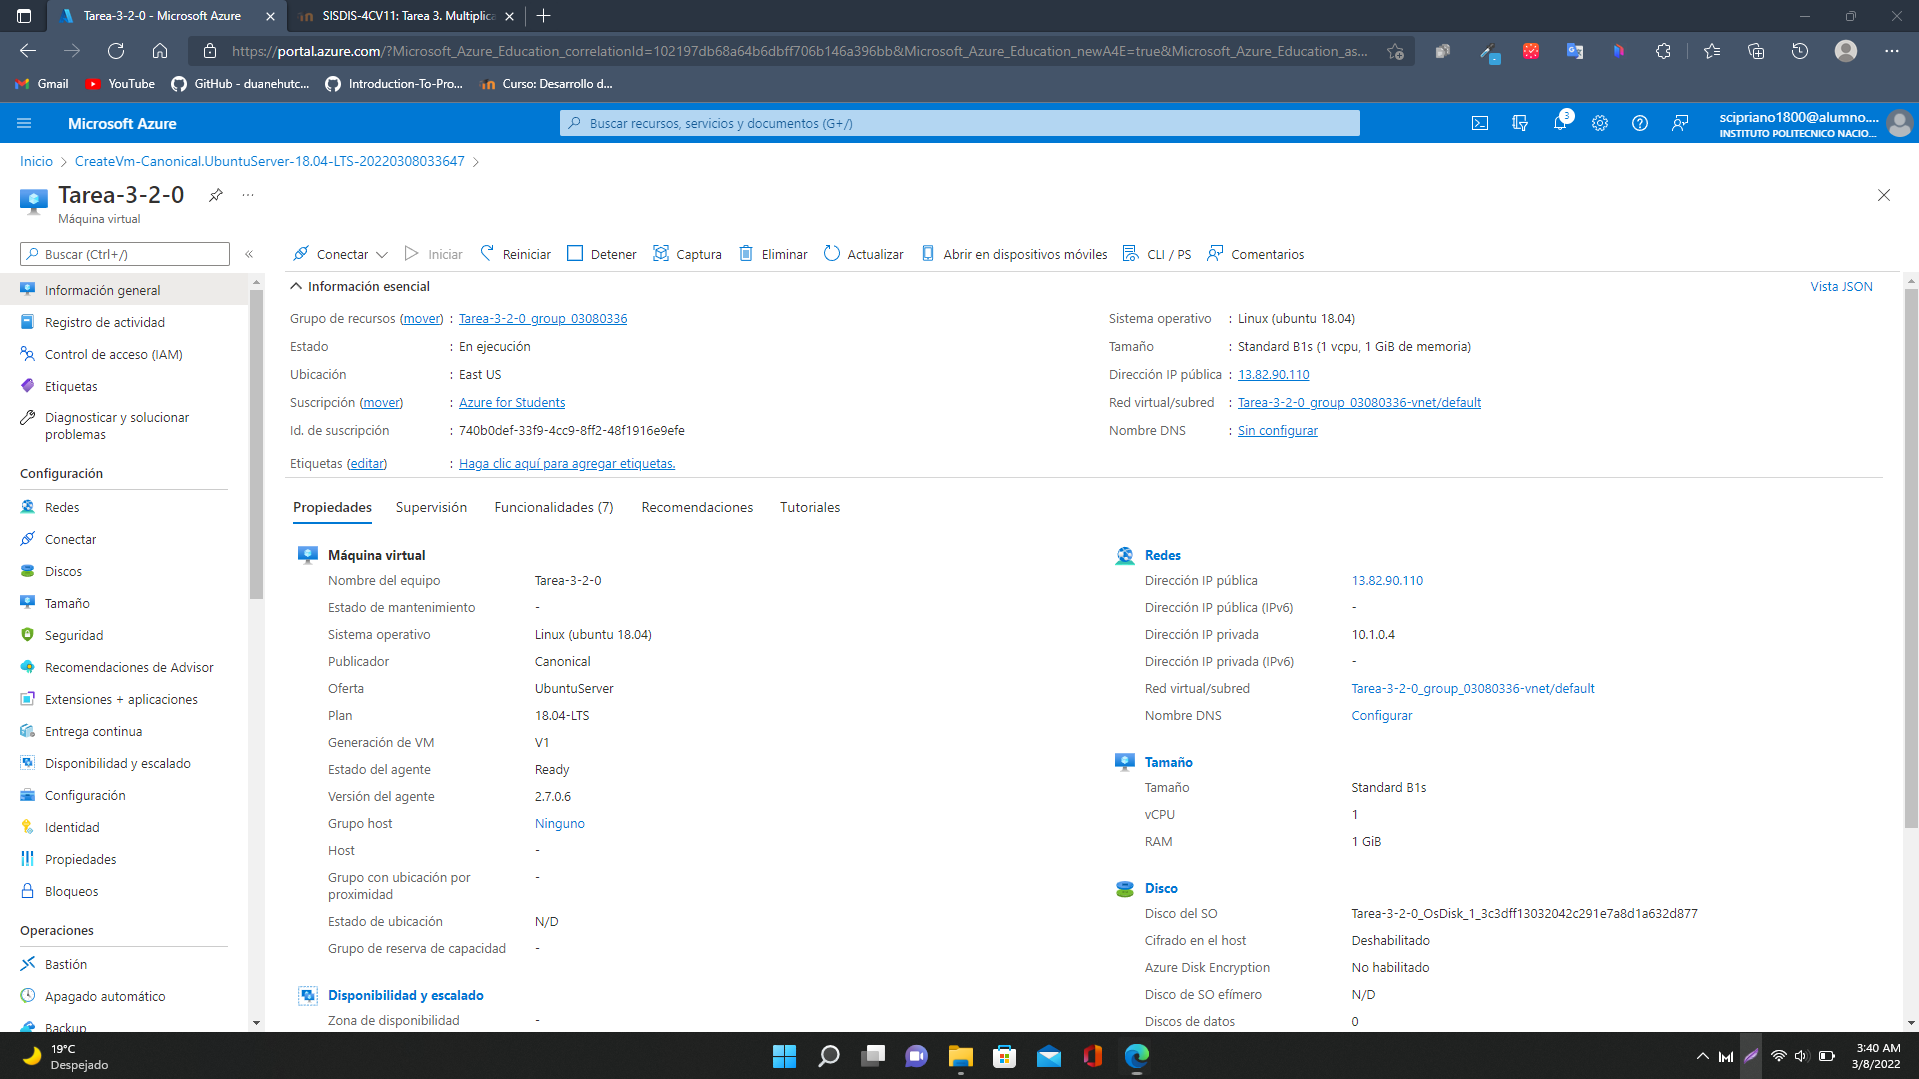 Tarea-3-2-0 - Microsoft Azure
SISDIS-4CV11: Tarea 3. Multiplica
https://portal.azure.com/?Microsoft_Azure_Education_correlationId=102197db68a64b6dbff706b146a396bb&Microsoft_Azure_Education_newA4E=true&Microsoft_Azure_Education_as...
Gmail
YouTube
GitHub - duanehutc...
Introduction-To-Pro...
Curso: Desarrollo d...
Microsoft Azure
Buscar recursos, servicios y documentos (G+/)
3
scipriano1800@alumno....
INSTITUTO POLITECNICO NACIO...
Inicio
CreateVm-Canonical.UbuntuServer-18.04-LTS-20220308033647
Tarea-3-2-0
Máquina virtual
Buscar (Ctrl+/)
Conectar
Iniciar
Reiniciar
Detener
Captura
Eliminar
Actualizar
Abrir en dispositivos móviles
CLI / PS
Comentarios
Información general
Registro de actividad
Control de acceso (IAM)
Etiquetas
Diagnosticar y solucionar
problemas
Configuración
Redes
Conectar
Discos
Tamaño
Seguridad
Recomendaciones de Advisor
Extensiones + aplicaciones
Entrega continua
Disponibilidad y escalado
Configuración
Identidad
Propiedades
Bloqueos
Operaciones
Bastión
Apagado automático
Backup
Información esencial
Vista JSON
Grupo de recursos (mover) : Tarea-3-2-0_group_03080336
Estado : En ejecución
Ubicación : East US
Suscripción (mover) : Azure for Students
Id. de suscripción : 740b0def-33f9-4cc9-8ff2-48f1916e9efe
Etiquetas (editar) : Haga clic aquí para agregar etiquetas.
Sistema operativo : Linux (ubuntu 18.04)
Tamaño : Standard B1s (1 vcpu, 1 GiB de memoria)
Dirección IP pública : 13.82.90.110
Red virtual/subred : Tarea-3-2-0_group_03080336-vnet/default
Nombre DNS : Sin configurar
Propiedades
Supervisión
Funcionalidades (7)
Recomendaciones
Tutoriales
Máquina virtual
Nombre del equipo Tarea-3-2-0
Estado de mantenimiento -
Sistema operativo Linux (ubuntu 18.04)
Publicador Canonical
Oferta UbuntuServer
Plan 18.04-LTS
Generación de VM V1
Estado del agente Ready
Versión del agente 2.7.0.6
Grupo host Ninguno
Host -
Grupo con ubicación por -
proximidad
Estado de ubicación N/D
Grupo de reserva de capacidad -
Disponibilidad y escalado
Zona de disponibilidad -
Redes
Dirección IP pública 13.82.90.110
Dirección IP pública (IPv6) -
Dirección IP privada 10.1.0.4
Dirección IP privada (IPv6) -
Red virtual/subred Tarea-3-2-0_group_03080336-vnet/default
Nombre DNS Configurar
Tamaño
Tamaño Standard B1s
vCPU 1
RAM 1 GiB
Disco
Disco del SO Tarea-3-2-0_OsDisk_1_3c3dff13032042c291e7a8d1a632d877
Cifrado en el host Deshabilitado
Azure Disk Encryption No habilitado
Disco de SO efímero N/D
Discos de datos 0
19°C
Despejado
3:40 AM
3/8/2022